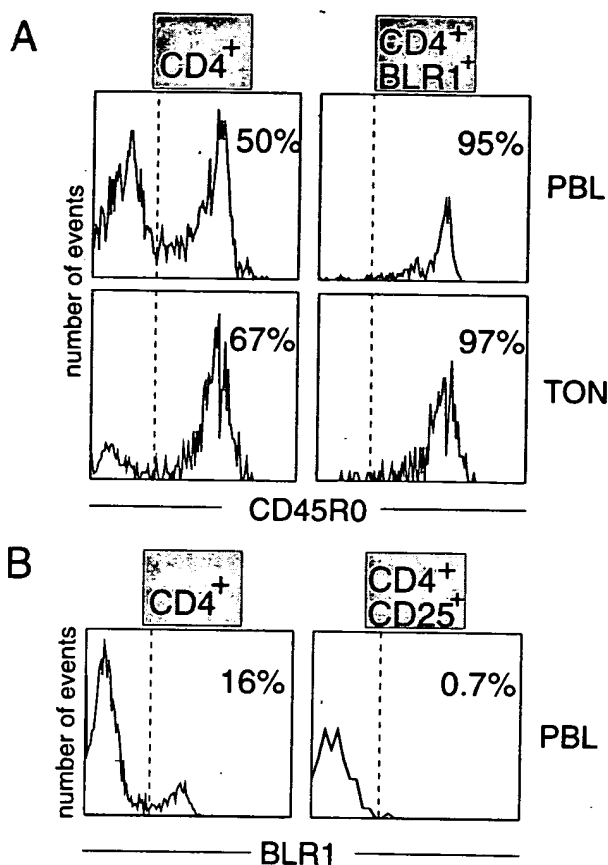 A
CD4+
CD4+
BLR1+
50%
95%
PBL
number of events
67%
97%
TON
CD45R0
B
CD4+
CD4+
CD25+
16%
0.7%
PBL
number of events
BLR1